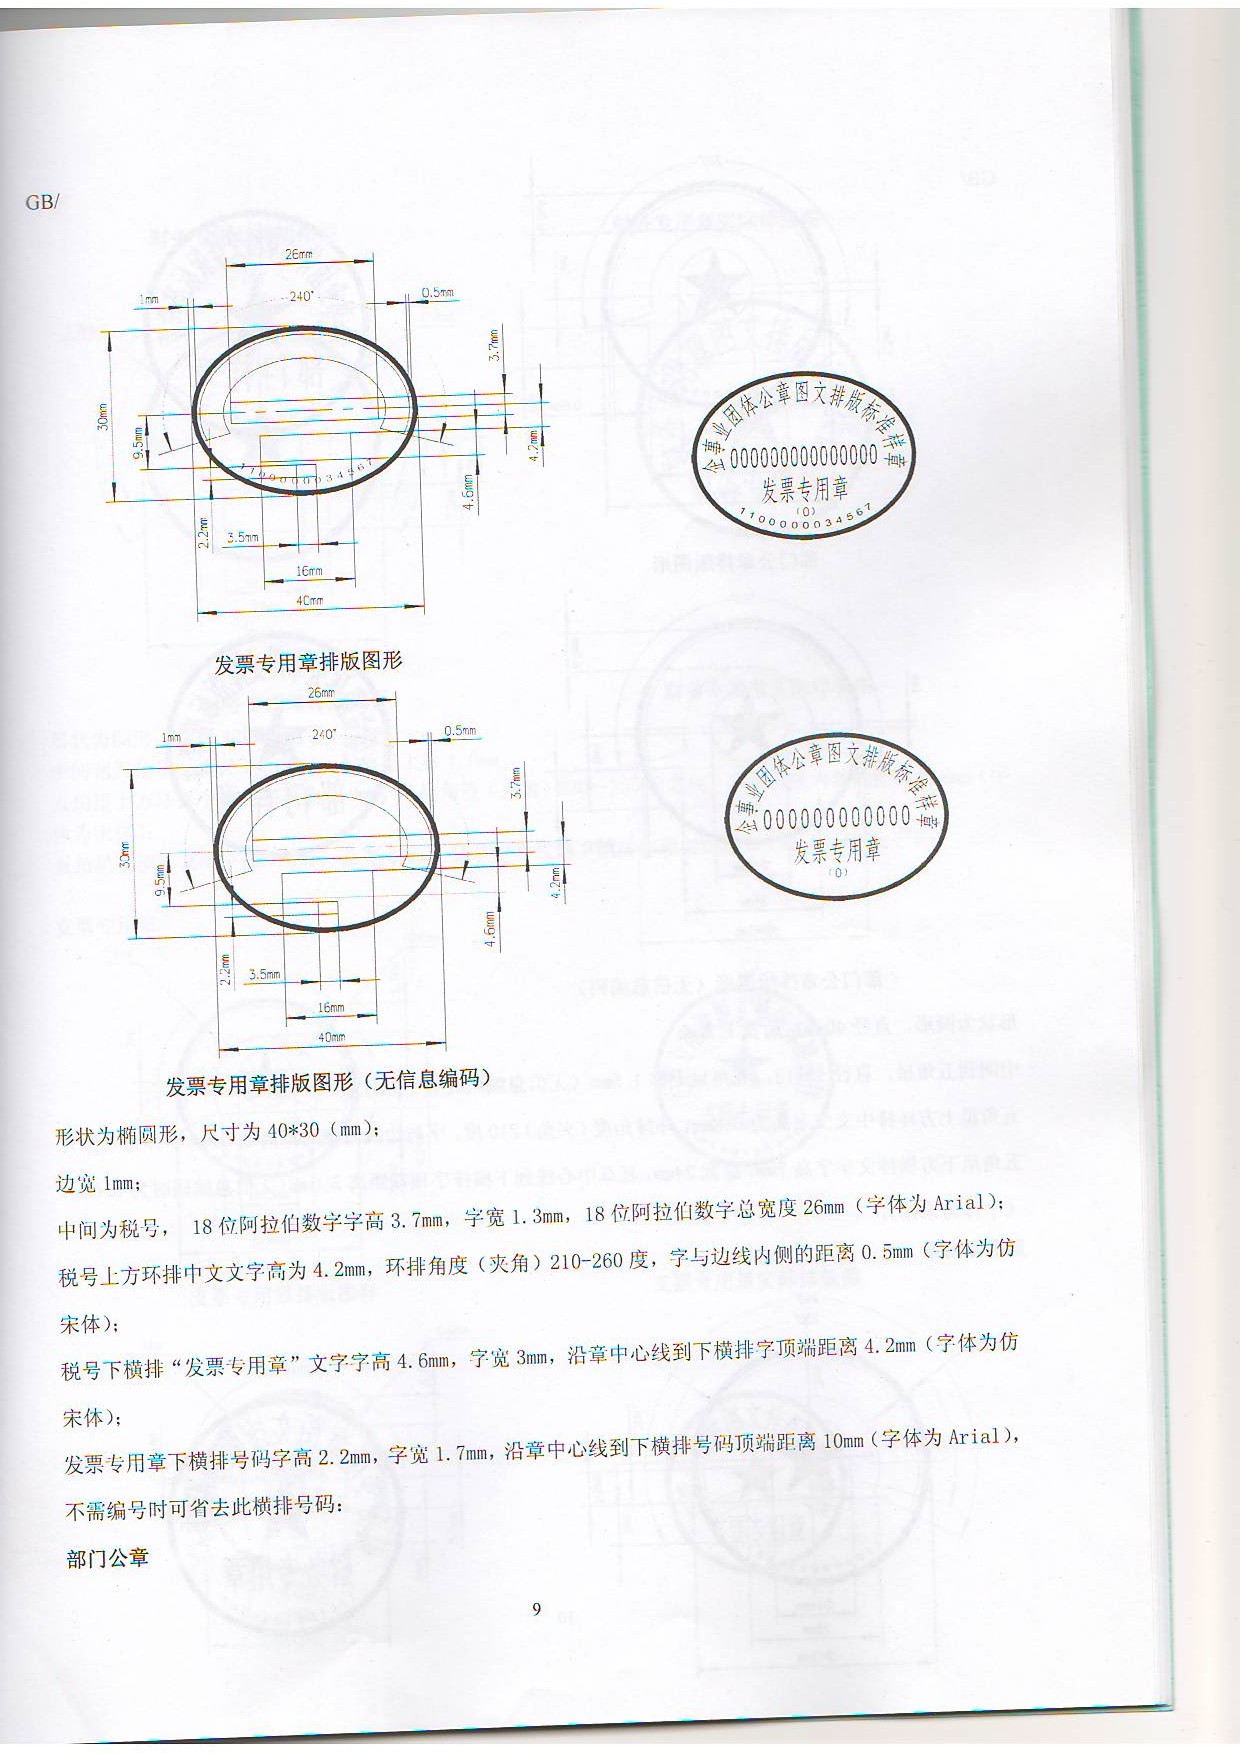 GB/
26mm
1mm
240°
0.5mm
3.7mm
30mm
9.5mm
4.2mm
4.6mm
1100000034567
2.2mm
3.5mm
16mm
40mm
企事业团体公章图文排版标准样章
000000000000000
发票专用章
(0)
1100000034567
发票专用章排版图形
26mm
1mm
240°
0.5mm
3.7mm
30mm
9.5mm
4.2mm
4.6mm
2.2mm
3.5mm
16mm
40mm
企事业团体公章图文排版标准样章
000000000000
发票专用章
(0)
发票专用章排版图形（无信息编码）
形状为椭圆形，尺寸为 40*30（mm）；
边宽 1mm；
中间为税号， 18 位阿拉伯数字字高 3.7mm，字宽 1.3mm，18 位阿拉伯数字总宽度 26mm（字体为 Arial）；
税号上方环排中文文字高为 4.2mm，环排角度（夹角）210-260 度，字与边线内侧的距离 0.5mm（字体为仿
宋体）；
税号下横排“发票专用章”文字字高 4.6mm，字宽 3mm，沿章中心线到下横排字顶端距离 4.2mm（字体为仿
宋体）；
发票专用章下横排号码字高 2.2mm，字宽 1.7mm，沿章中心线到下横排号码顶端距离 10mm（字体为 Arial），
不需编号时可省去此横排号码：
部门公章
9